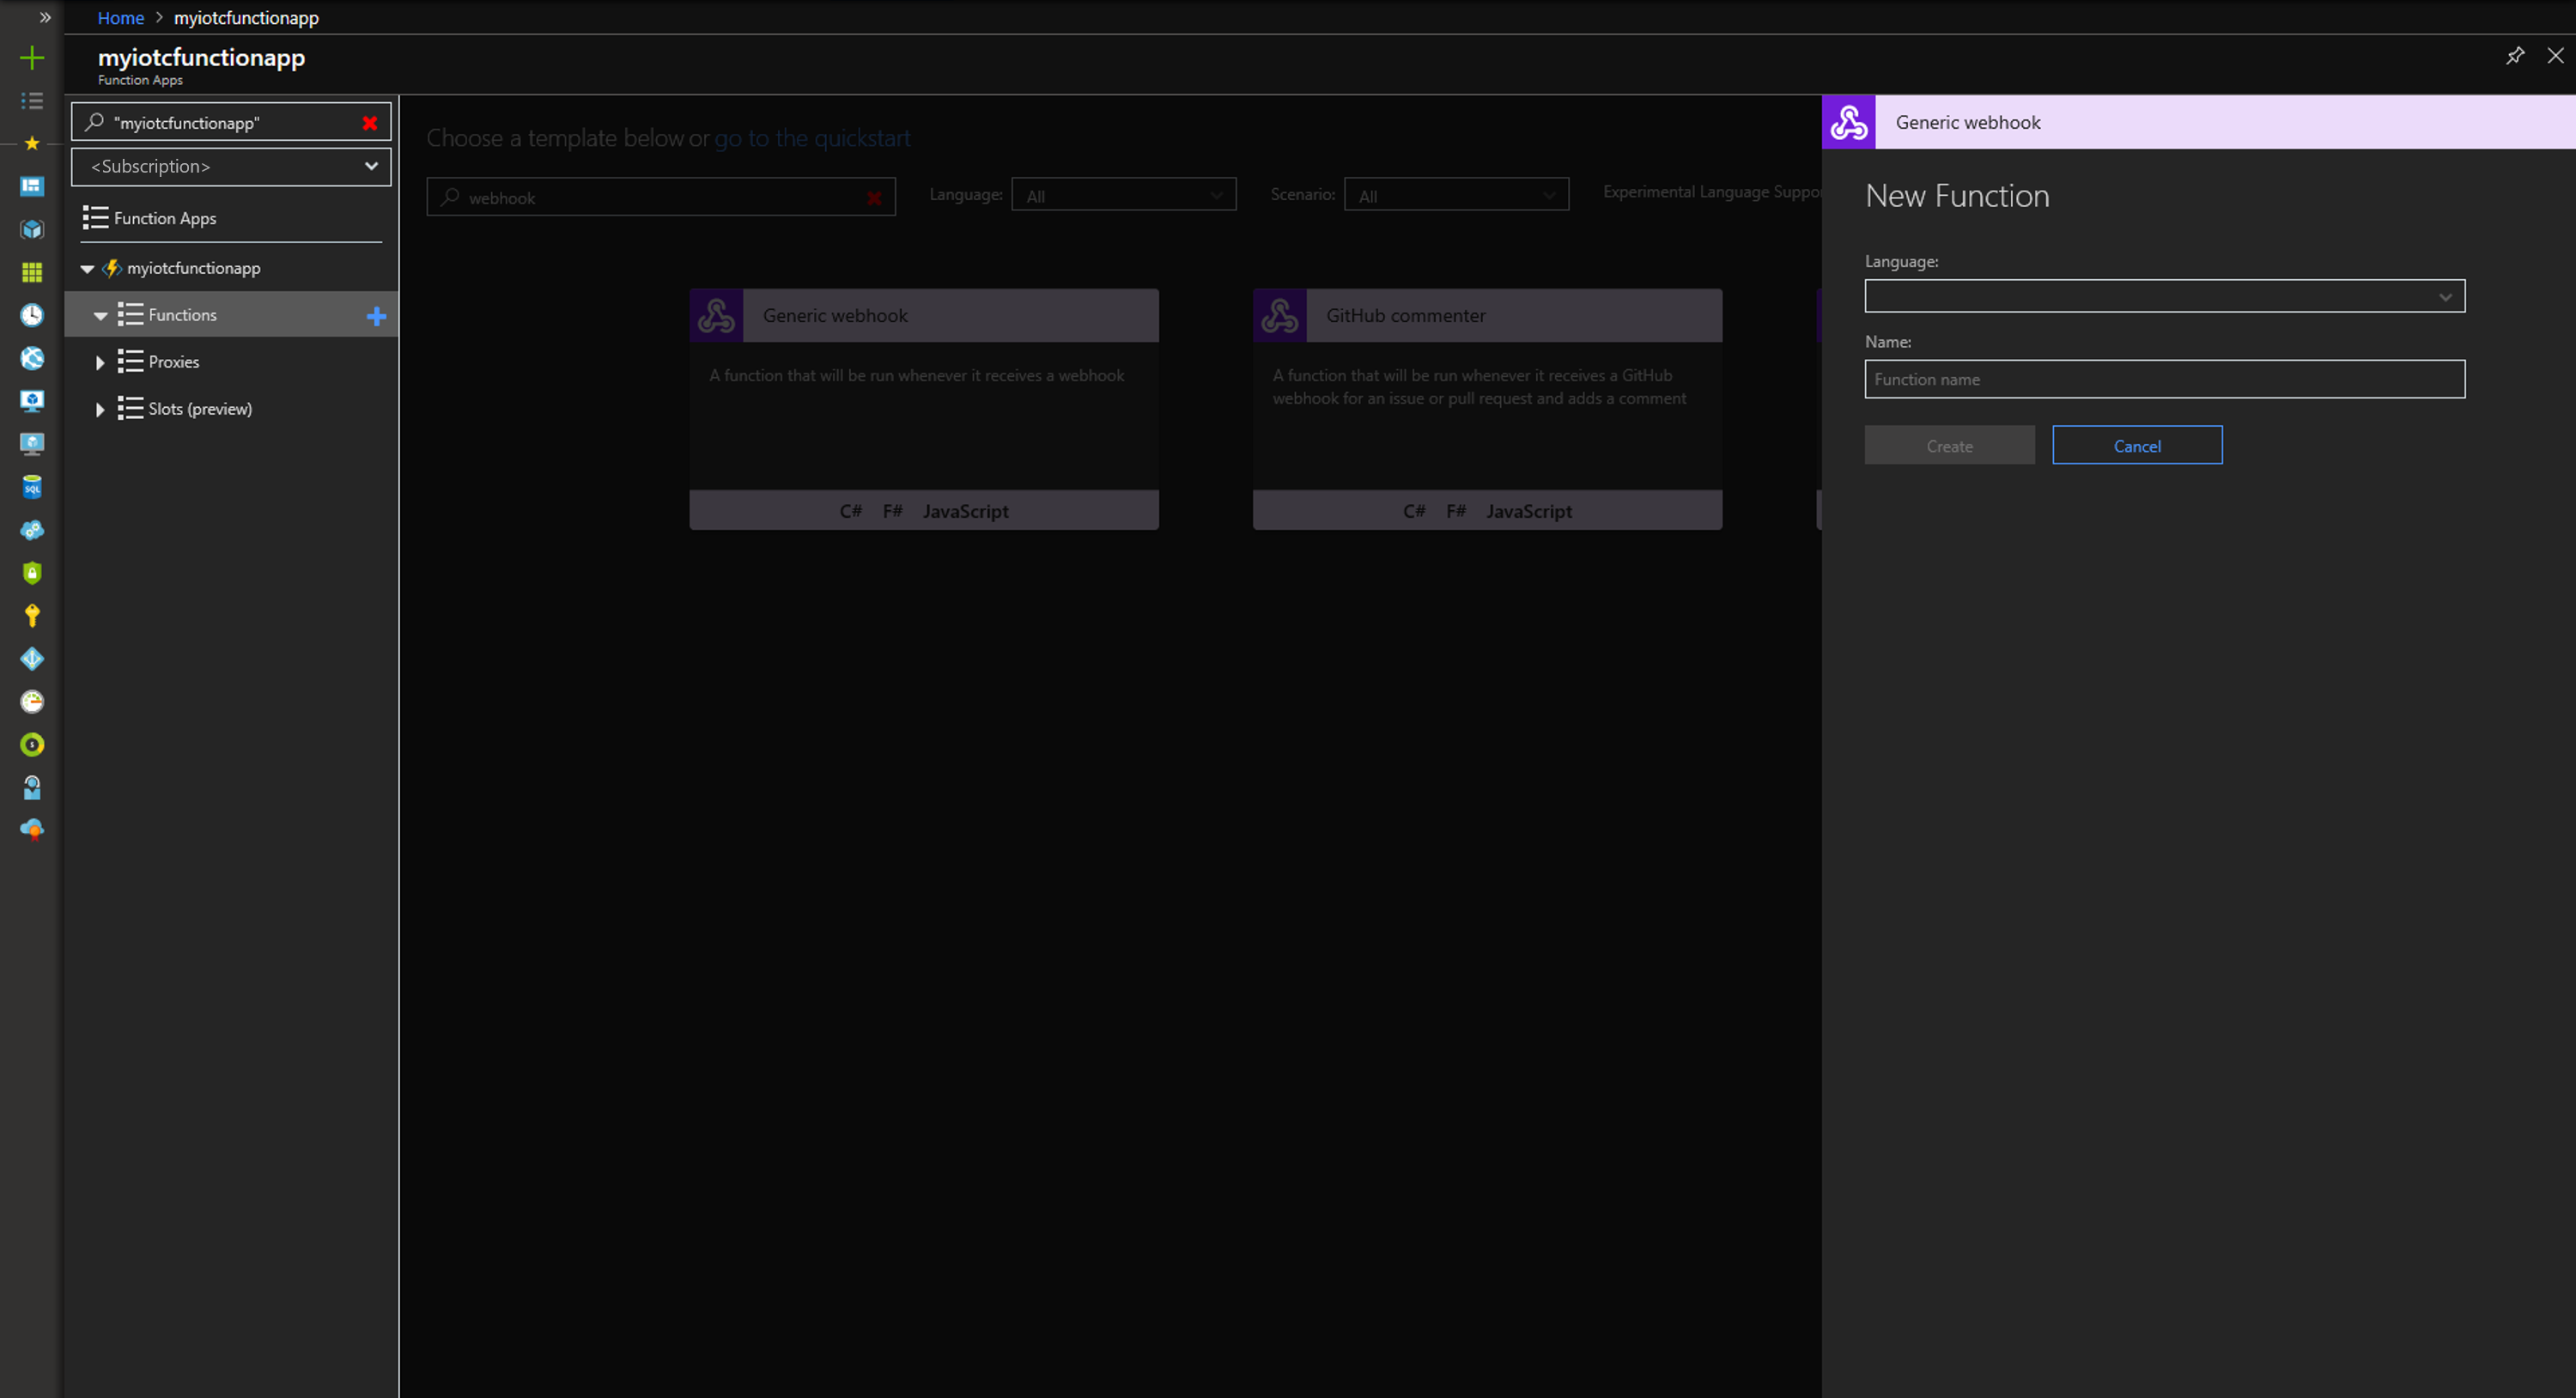 Home > myiotcfunctionapp
myiotcfunctionapp
Function Apps
"myiotcfunctionapp"
<Subscription>
Function Apps
myiotcfunctionapp
Functions
Proxies
Slots (preview)
SQL
Choose a template below or go to the quickstart
webhook
Language: All
Scenario: All
Experimental Language Suppor
Generic webhook
A function that will be run whenever it receives a webhook
C# F# JavaScript
GitHub commenter
A function that will be run whenever it receives a GitHub
webhook for an issue or pull request and adds a comment
C# F# JavaScript
Generic webhook
New Function
Language:
Name:
Function name
Create
Cancel